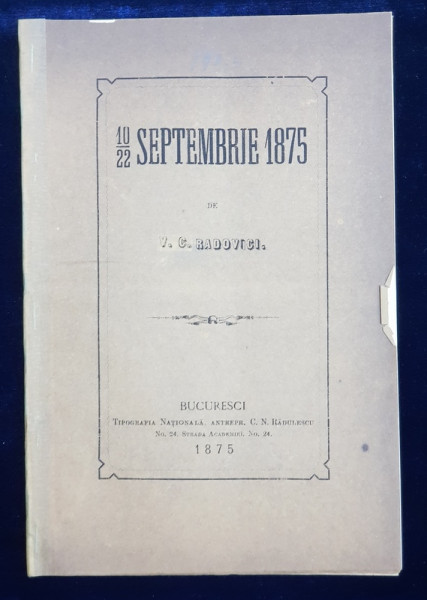 10/22 SEPTEMBRIE 1875
DE
V. C. RADOVICI.
BUCURESCI
TIPOGRAFIA NAȚIONALĂ, ANTREPR. C. N. RĂDULESCU
No. 24, STRADA ACADEMIEI, No. 24.
1875